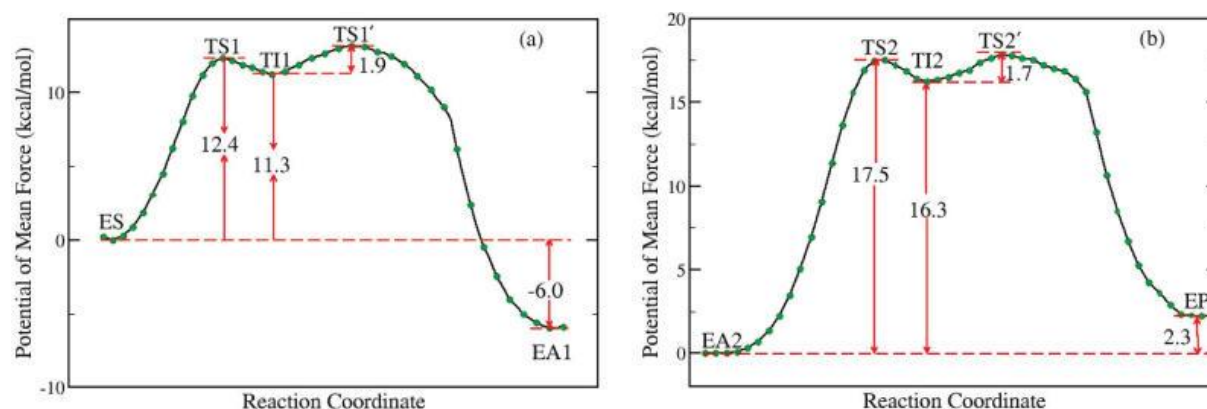 (a)
TS1
TI1
TS1′
1.9
12.4
11.3
ES
-6.0
EA1
10
0
-10
Potential of Mean Force (kcal/mol)
Reaction Coordinate
(b)
TS2
TI2
TS2′
1.7
17.5
16.3
EA2
EP
2.3
20
15
10
5
0
Potential of Mean Force (kcal/mol)
Reaction Coordinate